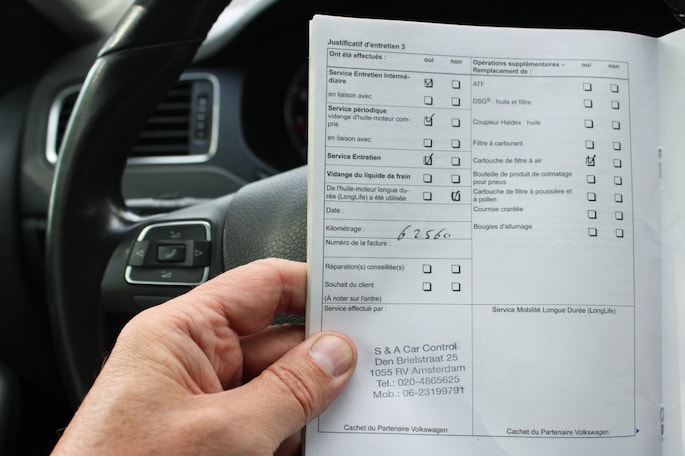 Justificatif d'entretien 3
Ont été effectués : oui non
Service Entretien Intermé-
diaire
en liaison avec
Service périodique
vidange d'huile-moteur com-
pris
en liaison avec
Service Entretien
Vidange du liquide de frein
De l'huile-moteur longue du-
rée (LongLife) a été utilisée
Date :
Kilométrage : 62560
Numéro de la facture :
Réparation(s) conseillée(s)
Souhait du client
(À noter sur l'ordre)
Service effectué par :
S & A Car Control
Den Brielstraat 25
1055 RV Amsterdam
Tel.: 020-4865625
Mob.: 06-23199791
Cachet du Partenaire Volkswagen
Opérations supplémentaires – oui non
Remplacement de :
ATF
DSG® : huile et filtre
Coupleur Haldex : huile
Filtre à carburant
Cartouche de filtre à air
Bouteille de produit de colmatage
pour pneus
Cartouche de filtre à poussière et
à pollen
Courroie crantée
Bougies d'allumage
Service Mobilité Longue Durée (LongLife) :
Cachet du Partenaire Volkswagen